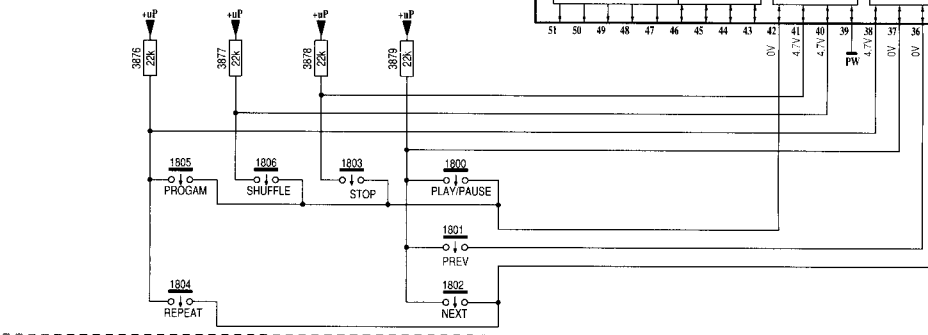 +uP +uP +uP +uP
3876 22k 3877 22k 3878 22k 3879 22k
51 50 49 48 47 46 45 44 43 42 41 40 39 38 37 36
0V 4.7V 4.7V PW 4.7V 0V 0V
1805 1806 1803 1800
PROGAM SHUFFLE STOP PLAY/PAUSE
1801
PREV
1804 1802
REPEAT NEXT